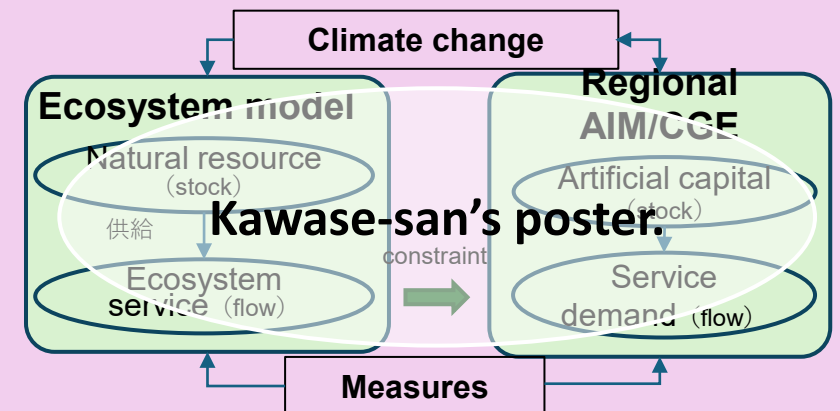 Climate change
Ecosystem model
Natural resource
（stock）
供給
Ecosystem
service（flow）
Kawase-san's poster.
constraint
Regional
AIM/CGE
Artificial capital
（stock）
Service
demand（flow）
Measures